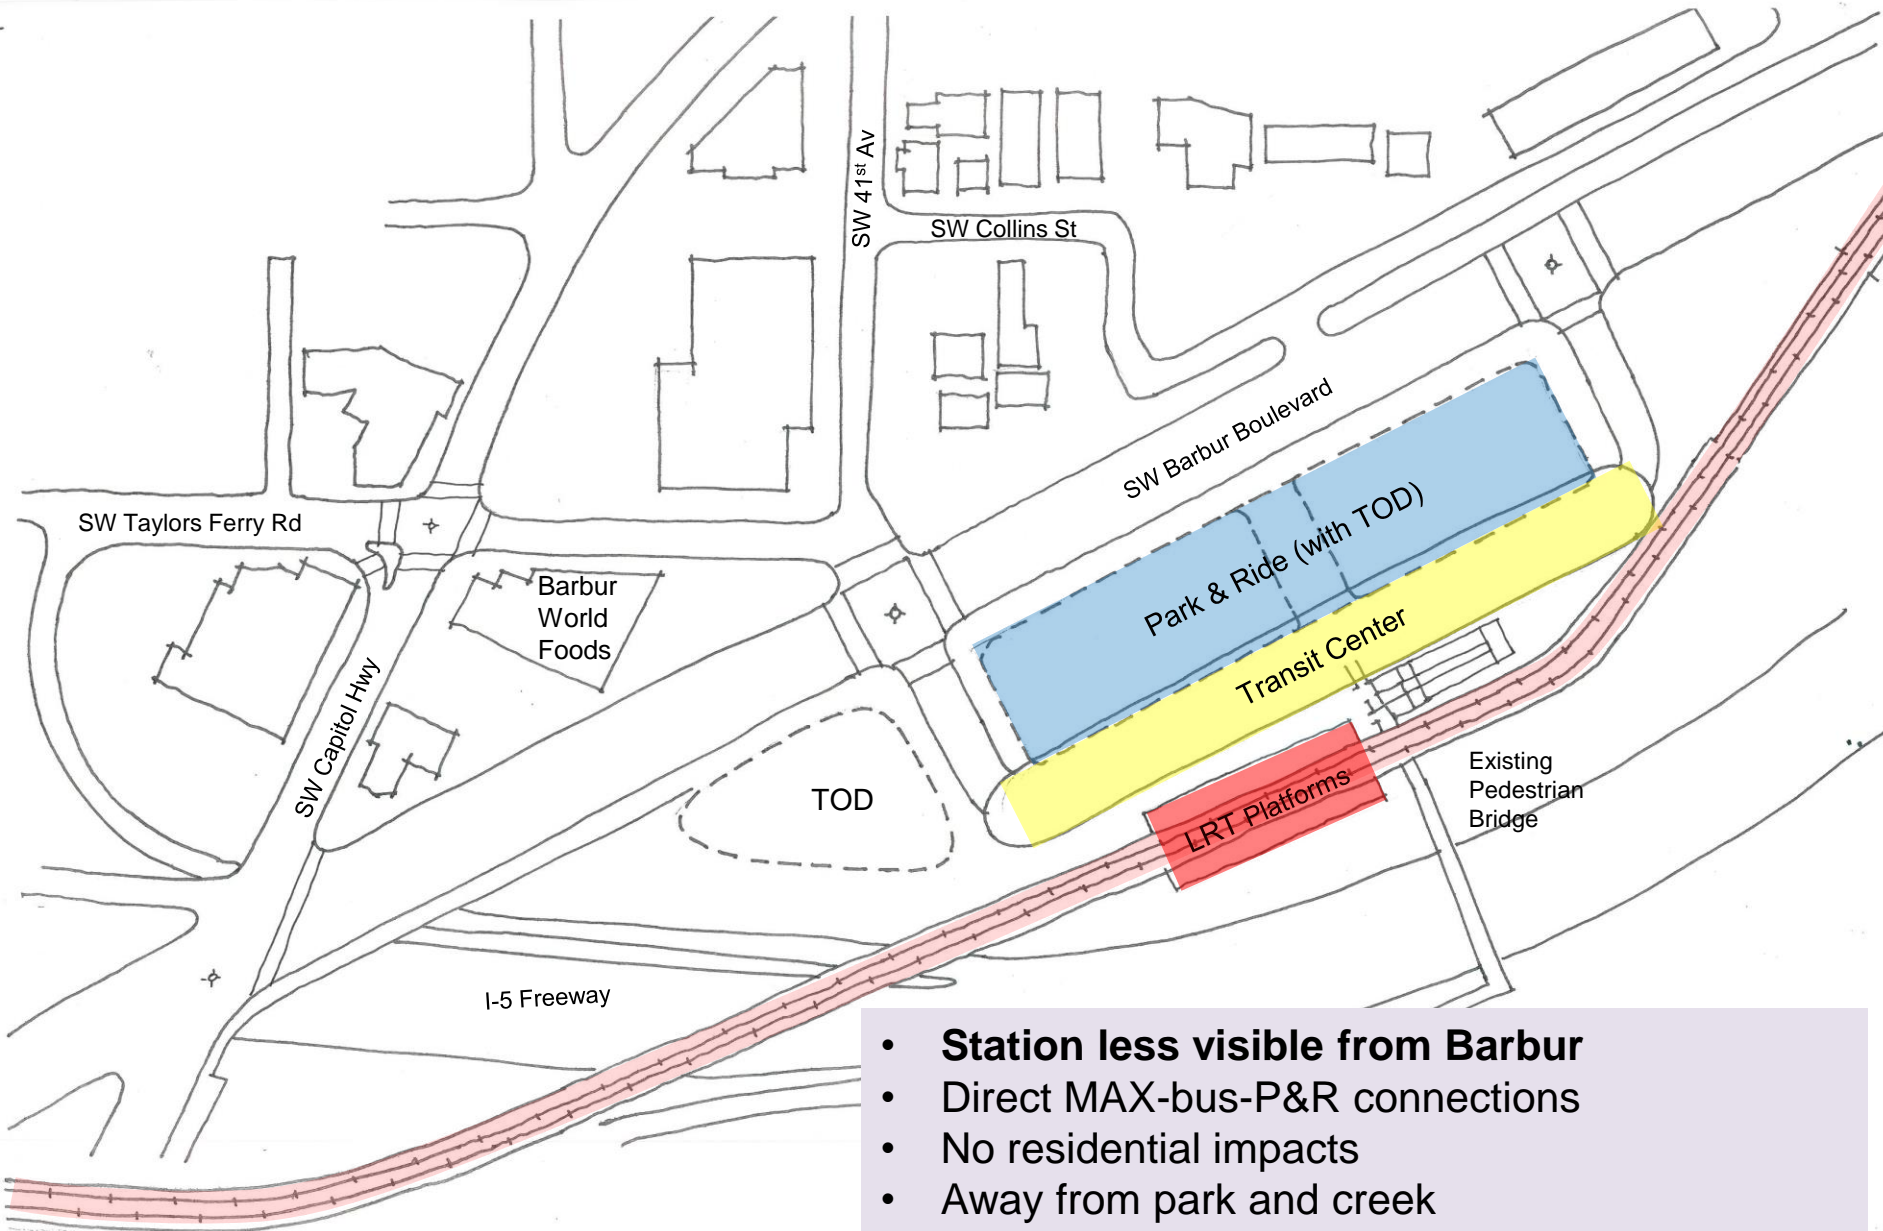 SW 41st Av
SW Collins St
SW Barbur Boulevard
SW Taylors Ferry Rd
Barbur
World
Foods
SW Capitol Hwy
Park & Ride (with TOD)
Transit Center
TOD
LRT Platforms
Existing
Pedestrian
Bridge
I-5 Freeway
• Station less visible from Barbur
• Direct MAX-bus-P&R connections
• No residential impacts
• Away from park and creek